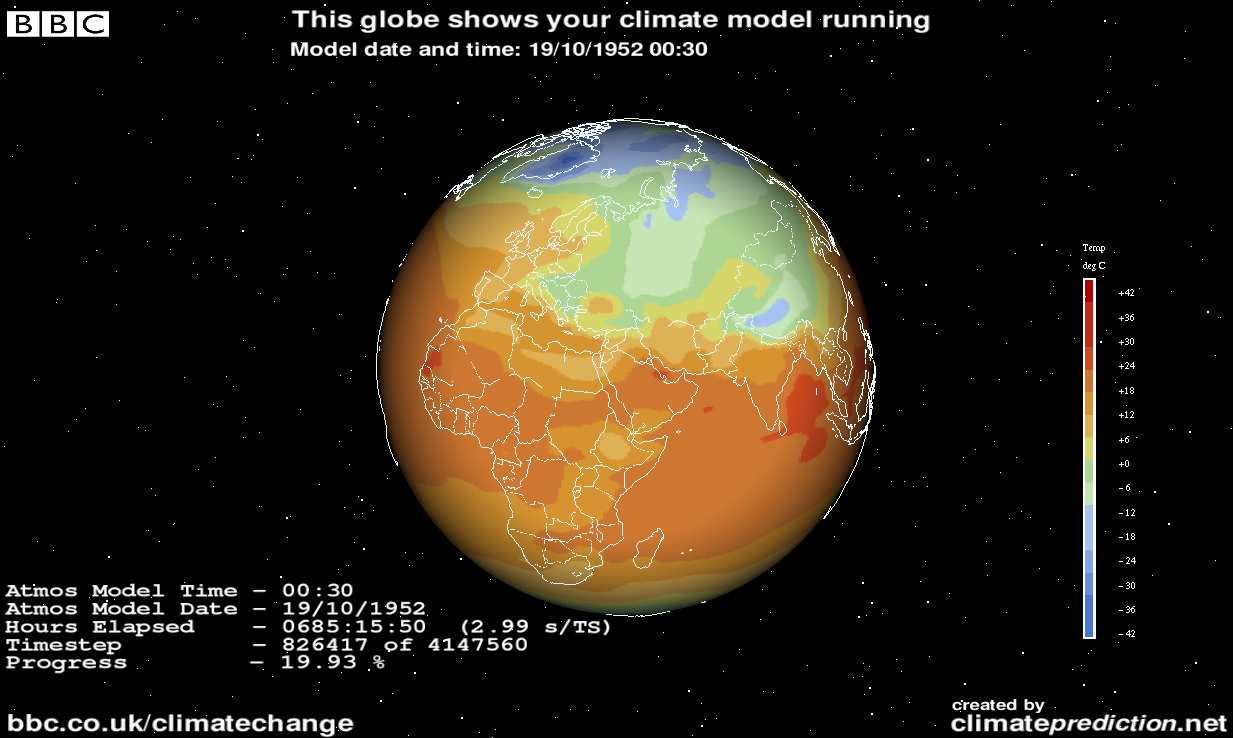 BBC
This globe shows your climate model running
Model date and time: 19/10/1952 00:30
Temp
deg C
+42
+36
+30
+24
+18
+12
+6
+0
-6
-12
-18
-24
-30
-36
-42
Atmos Model Time - 00:30
Atmos Model Date - 19/10/1952
Hours Elapsed - 0685:15:50 (2.99 s/TS)
Timestep - 826417 of 4147560
Progress - 19.93 %
bbc.co.uk/climatechange
created by
climateprediction.net